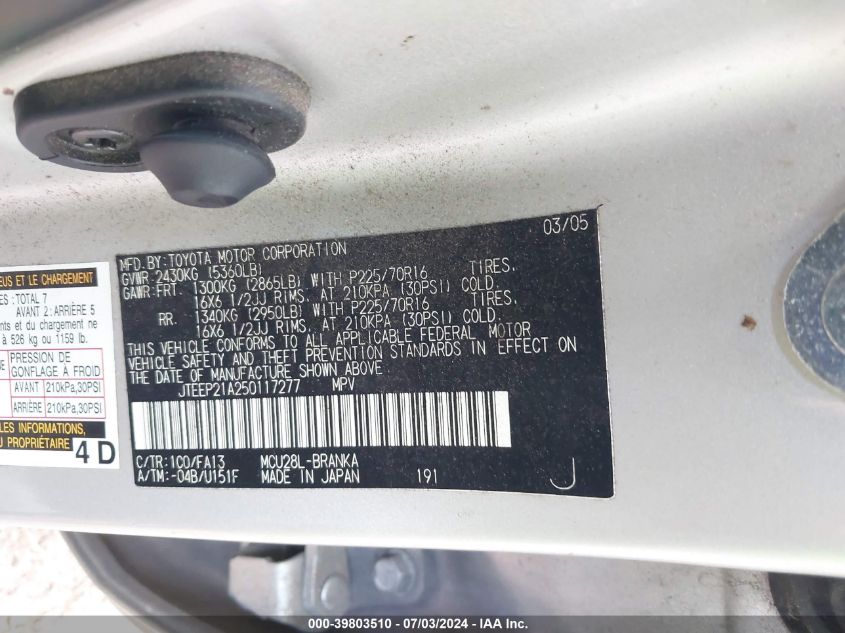 03/05
MFD.BY:TOYOTA MOTOR CORPORATION
GVWR:2430KG (5360LB)
GAWR:FRT. 1300KG (2865LB) WITH P225/70R16 TIRES,
16X6 1/2JJ RIMS, AT 210KPA (30PSI) COLD.
RR. 1340KG (2950LB) WITH P225/70R16 TIRES,
16X6 1/2JJ RIMS, AT 210KPA (30PSI) COLD.
THIS VEHICLE CONFORMS TO ALL APPLICABLE FEDERAL MOTOR
VEHICLE SAFETY AND THEFT PREVENTION STANDARDS IN EFFECT ON
THE DATE OF MANUFACTURE SHOWN ABOVE.
JTEEP21A250117277 MPV
C/TR:1C0/FA13 MCU28L-BRANKA
A/TM:-04B/U151F MADE IN JAPAN 191 J
EUS ET LE CHARGEMENT
ES :TOTAL 7
AVANT 2 : ARRIÈRE 5
nts et du chargement ne
à 526 kg ou 1159 lb.
PRESSION DE
GONFLAGE À FROID
AVANT 210kPa,30PSI
ARRIÈRE 210kPa,30PSI
UTILES,
U MANUEL
U PROPRIÉTAIRE
4 D
000-39803510 - 07/03/2024 - IAA Inc.